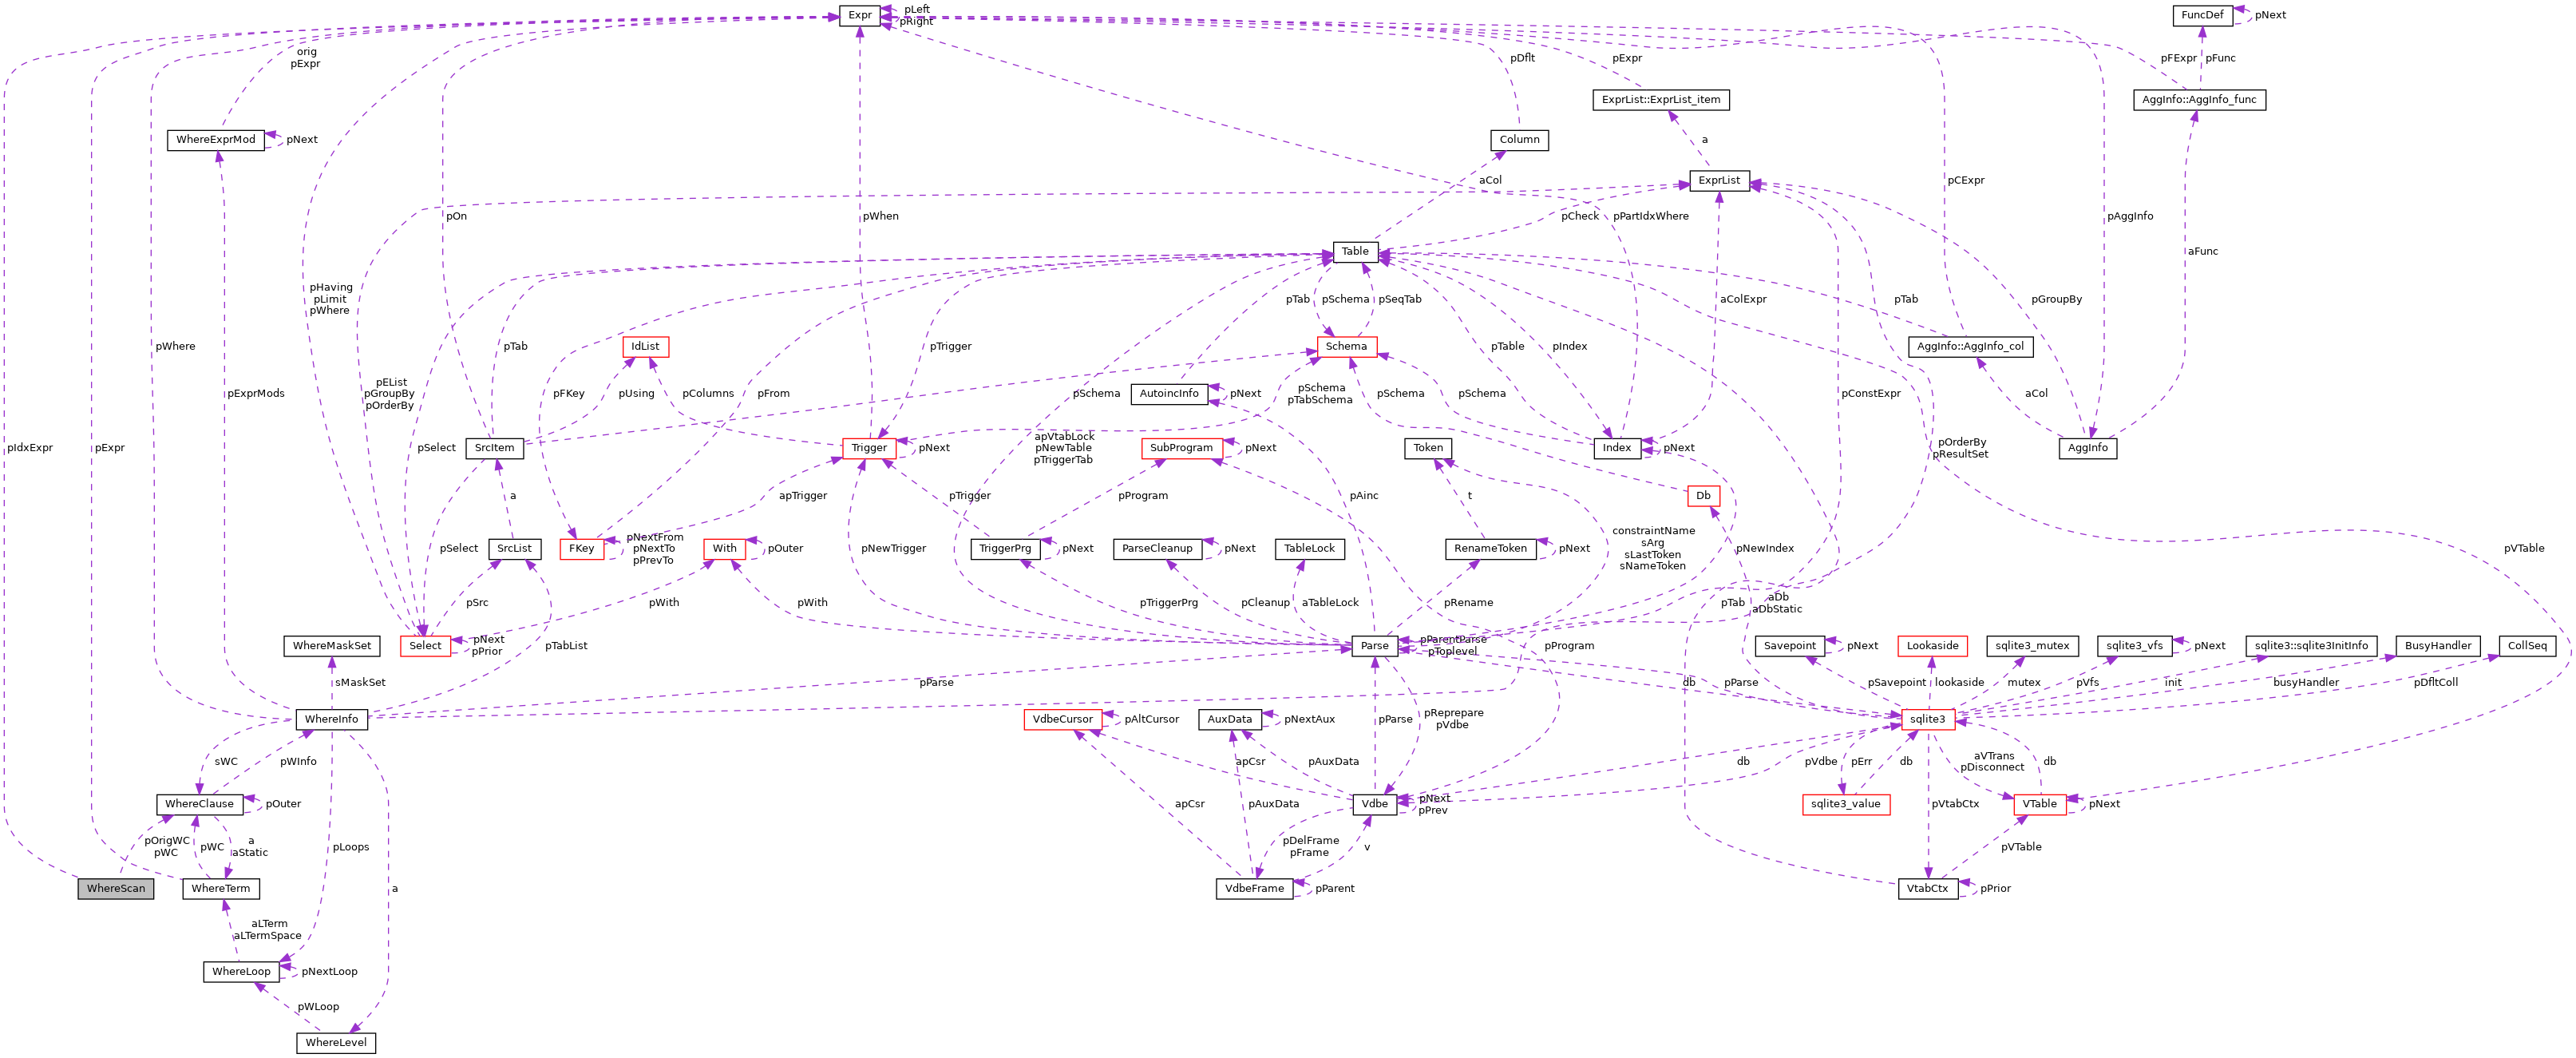 Expr
pLeft
pRight
FuncDef
pNext
orig
pExpr
pDflt
pExpr
pFExpr
pFunc
ExprList::ExprList_item
AggInfo::AggInfo_func
WhereExprMod
pNext
Column
a
aCol
ExprList
pCExpr
pOn
pWhen
pCheck
pPartIdxWhere
pAggInfo
Table
aFunc
pHaving
pLimit
pWhere
pTab
pSchema
pSeqTab
aColExpr
pTab
pGroupBy
pWhere
pTab
IdList
pTrigger
Schema
pTable
pIndex
AggInfo::AggInfo_col
pExprMods
pEList
pGroupBy
pOrderBy
pFKey
pUsing
pColumns
pFrom
pSchema
AutoincInfo
pNext
pSchema
pTabSchema
pSchema
pSchema
pConstExpr
aCol
pIdxExpr
pExpr
pSelect
SrcItem
Trigger
pNext
apVtabLock
pNewTable
pTriggerTab
SubProgram
pNext
Token
Index
pNext
pOrderBy
pResultSet
AggInfo
a
apTrigger
pTrigger
pProgram
pAinc
t
Db
pSelect
SrcList
FKey
pNextFrom
pNextTo
pPrevTo
With
pOuter
pNewTrigger
TriggerPrg
pNext
ParseCleanup
pNext
TableLock
RenameToken
pNext
constraintName
sArg
sLastToken
sNameToken
pNewIndex
pVTable
pSrc
pWith
pWith
pTriggerPrg
pCleanup
aTableLock
pRename
pTab
aDb
aDbStatic
WhereMaskSet
Select
pNext
pPrior
pTabList
Parse
pParentParse
pToplevel
pProgram
Savepoint
pNext
Lookaside
sqlite3_mutex
sqlite3_vfs
pNext
sqlite3::sqlite3InitInfo
BusyHandler
CollSeq
sMaskSet
pParse
db
pParse
pSavepoint
lookaside
mutex
pVfs
init
busyHandler
pDfltColl
WhereInfo
VdbeCursor
pAltCursor
AuxData
pNextAux
pParse
pReprepare
pVdbe
sqlite3
sWC
pWInfo
apCsr
pAuxData
db
pVdbe
pErr
db
aVTrans
pDisconnect
db
WhereClause
pOuter
apCsr
pAuxData
Vdbe
pNext
pPrev
sqlite3_value
pVtabCtx
VTable
pNext
pOrigWC
pWC
pWC
a
aStatic
pLoops
pDelFrame
pFrame
v
pVTable
WhereScan
WhereTerm
a
VdbeFrame
pParent
VtabCtx
pPrior
aLTerm
aLTermSpace
WhereLoop
pNextLoop
pWLoop
WhereLevel